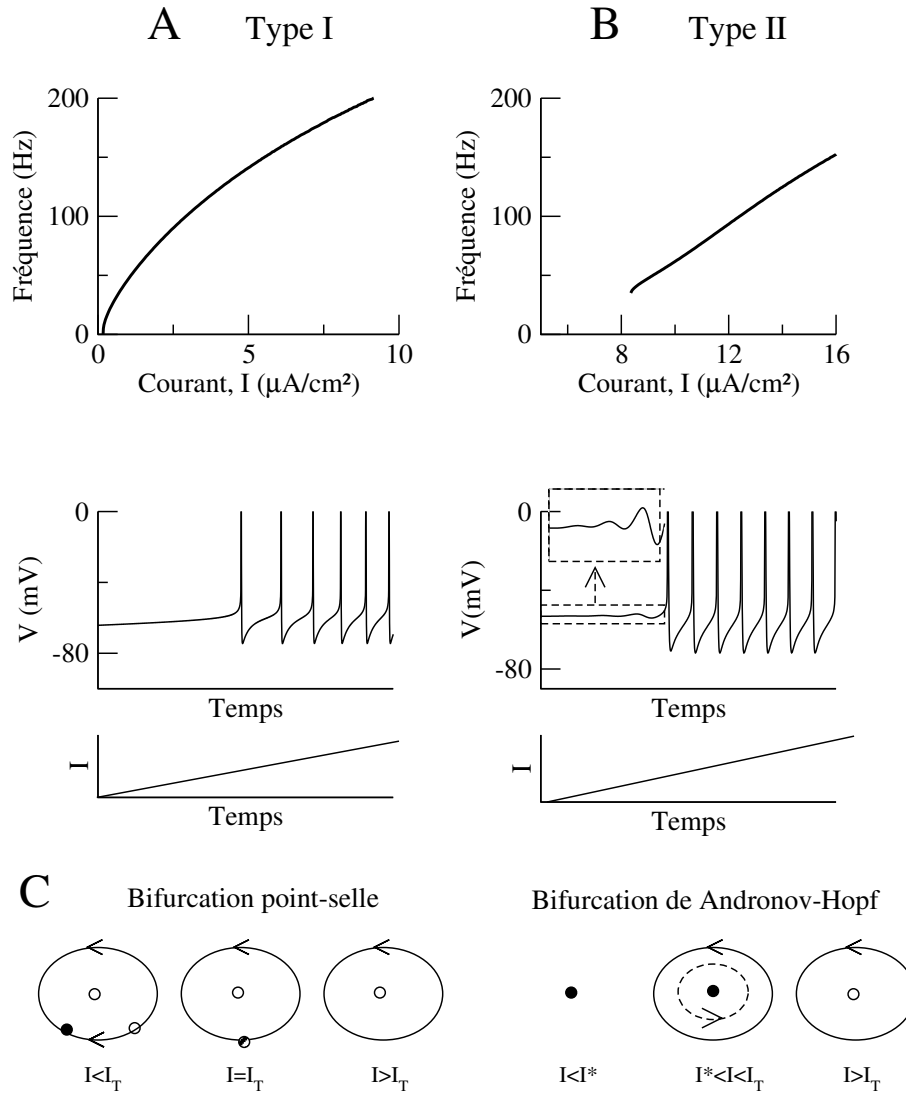 A Type I
B Type II
Fréquence (Hz)
200
100
0
0 5 10
Courant, I (μA/cm²)
Fréquence (Hz)
200
100
0
8 12 16
Courant, I (μA/cm²)
V (mV)
0
-80
Temps
I
Temps
V(mV)
0
-80
Temps
I
Temps
C
Bifurcation point-selle
Bifurcation de Andronov-Hopf
I<I_T I=I_T I>I_T
I<I* I*<I<I_T I>I_T